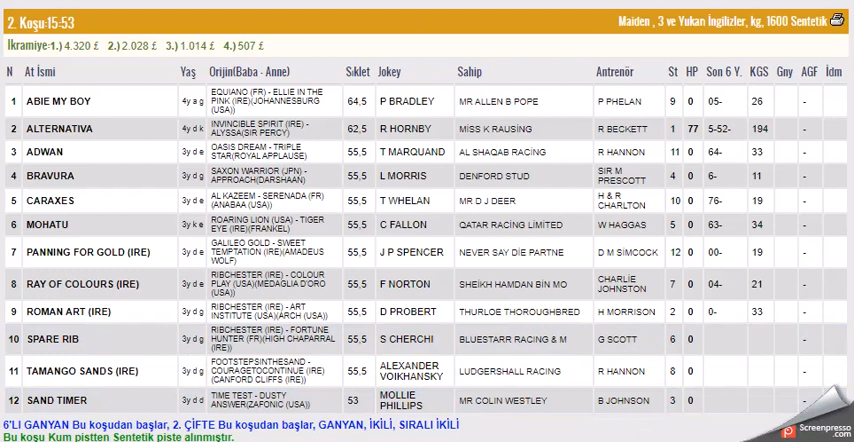 2. Koşu:15-53 Maiden , 3 ve Yukarı İngilizler, kg, 1600 Sentetik
İkramiye-1.) 4.320 £ 2.) 2.028 £ 3.) 1.014 £ 4.) 507 £
N At İsmi Yaş Orijin(Baba - Anne) Sıklet Jokey Sahip Antrenör St HP Son 6 Y. KGS Gny AGF İdm
1 ABIE MY BOY 4y a g EQUIANO (FR) - ELLIE IN THE PINK (IRE)(JOHANNESBURG (USA)) 64,5 P BRADLEY MR ALLEN B POPE P PHELAN 9 0 05- 26 -
2 ALTERNATIVA 4y d k INVINCIBLE SPIRIT (IRE) - ALYSSA(SIR PERCY) 62,5 R HORNBY MİSS K RAUSİNG R BECKETT 1 77 5-52- 194 -
3 ADWAN 3y d e OASIS DREAM - TRIPLE STAR(ROYAL APPLAUSE) 55,5 T MARQUAND AL SHAQAB RACİNG R HANNON 11 0 64- 33 -
4 BRAVURA 3y d g SAXON WARRIOR (JPN) - APPROACH(DARSHAAN) 55,5 L MORRIS DENFORD STUD SIR M PRESCOTT 4 0 6- 11 -
5 CARAXES 3y d e AL KAZEEM - SERENADA (FR)(ANABAA (USA)) 55,5 T WHELAN MR D J DEER H & R CHARLTON 10 0 76- 19 -
6 MOHATU 3y k e ROARING LION (USA) - TIGER EYE (IRE)(FRANKEL) 55,5 C FALLON QATAR RACİNG LİMİTED W HAGGAS 5 0 63- 34 -
7 PANNING FOR GOLD (IRE) 3y d e GALILEO GOLD - SWEET TEMPTATION (IRE)(AMADEUS WOLF) 55,5 J P SPENCER NEVER SAY DİE PARTNE D M SİMCOCK 12 0 00- 19 -
8 RAY OF COLOURS (IRE) 3y d e RIBCHESTER (IRE) - COLOUR PLAY (USA)(MEDAGLIA D'ORO (USA)) 55,5 F NORTON SHEİKH HAMDAN BİN MO CHARLİE JOHNSTON 7 0 04- 21 -
9 ROMAN ART (IRE) 3y d g RIBCHESTER (IRE) - ART INSTITUTE (USA)(ARCH (USA)) 55,5 D PROBERT THURLOE THOROUGHBRED H MORRISON 2 0 0- 33 -
10 SPARE RIB 3y d g RIBCHESTER (IRE) - FORTUNE HUNTER (FR)(HIGH CHAPARRAL (IRE)) 55,5 S CHERCHI BLUESTARR RACING & M G SCOTT 6 0 -
11 TAMANGO SANDS (IRE) 3y d g FOOTSTEPSINTHESAND - COURAGETOCONTINUE (IRE)(CANFORD CLIFFS (IRE)) 55,5 ALEXANDER VOIKHANSKY LUDGERSHALL RACING R HANNON 8 0 -
12 SAND TIMER 3y d d TIME TEST - DUSTY ANSWER(ZAFONIC (USA)) 53 MOLLIE PHILLIPS MR COLIN WESTLEY B JOHNSON 3 0 -
6'LI GANYAN Bu koşudan başlar, 2. ÇİFTE Bu koşudan başlar, GANYAN, İKİLİ, SIRALI İKİLİ
Bu koşu Kum pistten Sentetik piste alınmıştır.
Screenpresso.com